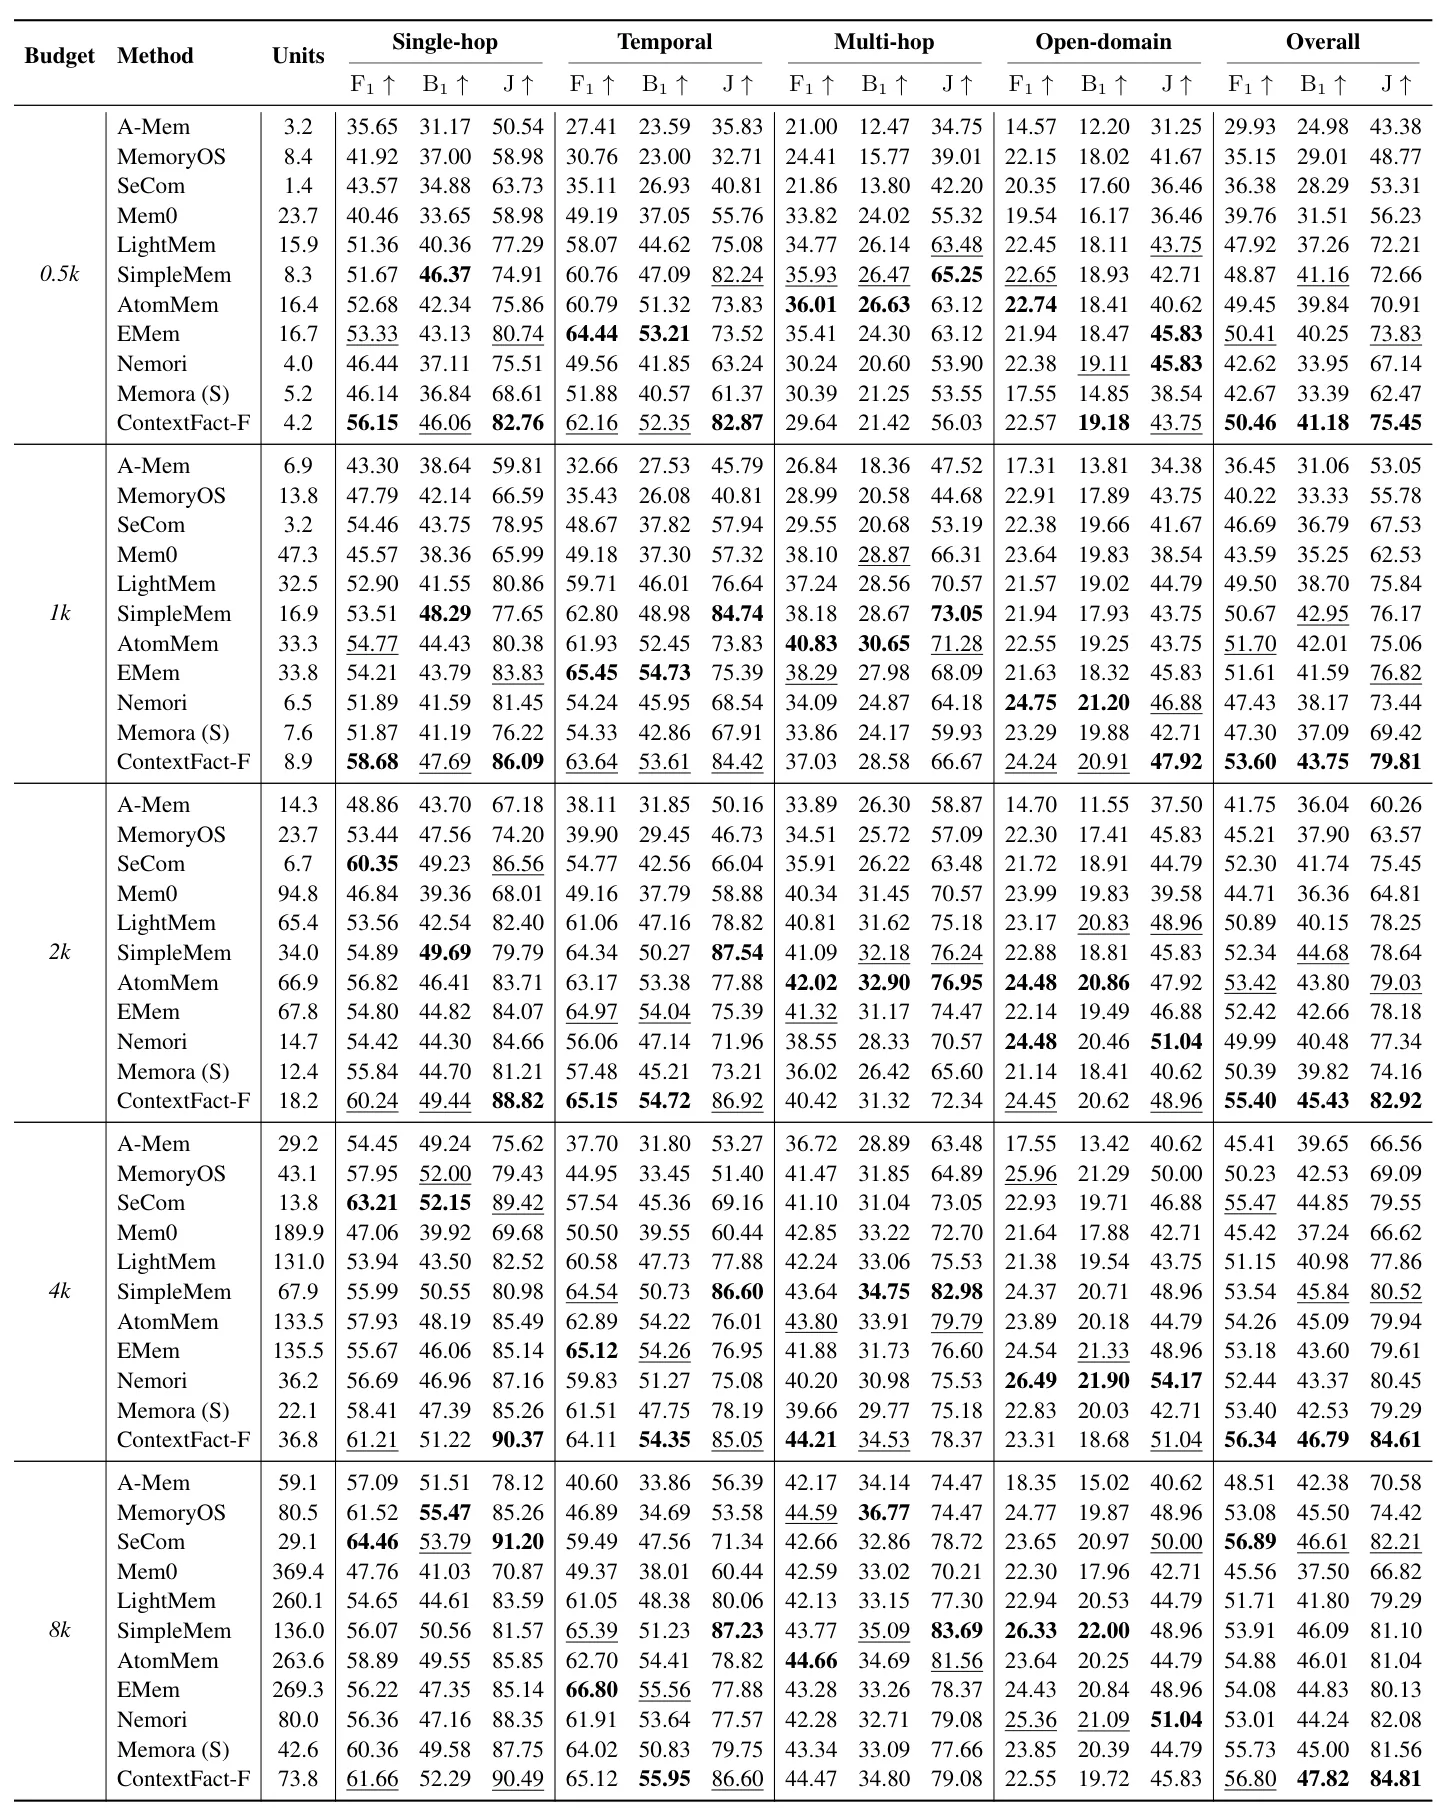 Budget Method Units Single-hop Temporal Multi-hop Open-domain Overall
F1 ↑ B1 ↑ J ↑ F1 ↑ B1 ↑ J ↑ F1 ↑ B1 ↑ J ↑ F1 ↑ B1 ↑ J ↑ F1 ↑ B1 ↑ J ↑
A-Mem 3.2 35.65 31.17 50.54 27.41 23.59 35.83 21.00 12.47 34.75 14.57 12.20 31.25 29.93 24.98 43.38
MemoryOS 8.4 41.92 37.00 58.98 30.76 23.00 32.71 24.41 15.77 39.01 22.15 18.02 41.67 35.15 29.01 48.77
SeCom 1.4 43.57 34.88 63.73 35.11 26.93 40.81 21.86 13.80 42.20 20.35 17.60 36.46 36.38 28.29 53.31
Mem0 23.7 40.46 33.65 58.98 49.19 37.05 55.76 33.82 24.02 55.32 19.54 16.17 36.46 39.76 31.51 56.23
LightMem 15.9 51.36 40.36 77.29 58.07 44.62 75.08 34.77 26.14 63.48 22.45 18.11 43.75 47.92 37.26 72.21
0.5k SimpleMem 8.3 51.67 46.37 74.91 60.76 47.09 82.24 35.93 26.47 65.25 22.65 18.93 42.71 48.87 41.16 72.66
AtomMem 16.4 52.68 42.34 75.86 60.79 51.32 73.83 36.01 26.63 63.12 22.74 18.41 40.62 49.45 39.84 70.91
EMem 16.7 53.33 43.13 80.74 64.44 53.21 73.52 35.41 24.30 63.12 21.94 18.47 45.83 50.41 40.25 73.83
Nemori 4.0 46.44 37.11 75.51 49.56 41.85 63.24 30.24 20.60 53.90 22.38 19.11 45.83 42.62 33.95 67.14
Memora (S) 5.2 46.14 36.84 68.61 51.88 40.57 61.37 30.39 21.25 53.55 17.55 14.85 38.54 42.67 33.39 62.47
ContextFact-F 4.2 56.15 46.06 82.76 62.16 52.35 82.87 29.64 21.42 56.03 22.57 19.18 43.75 50.46 41.18 75.45
A-Mem 6.9 43.30 38.64 59.81 32.66 27.53 45.79 26.84 18.36 47.52 17.31 13.81 34.38 36.45 31.06 53.05
MemoryOS 13.8 47.79 42.14 66.59 35.43 26.08 40.81 28.99 20.58 44.68 22.91 17.89 43.75 40.22 33.33 55.78
SeCom 3.2 54.46 43.75 78.95 48.67 37.82 57.94 29.55 20.68 53.19 22.38 19.66 41.67 46.69 36.79 67.53
Mem0 47.3 45.57 38.36 65.99 49.18 37.30 57.32 38.10 28.87 66.31 23.64 19.83 38.54 43.59 35.25 62.53
LightMem 32.5 52.90 41.55 80.86 59.71 46.01 76.64 37.24 28.56 70.57 21.57 19.02 44.79 49.50 38.70 75.84
1k SimpleMem 16.9 53.51 48.29 77.65 62.80 48.98 84.74 38.18 28.67 73.05 21.94 17.93 43.75 50.67 42.95 76.17
AtomMem 33.3 54.77 44.43 80.38 61.93 52.45 73.83 40.83 30.65 71.28 22.55 19.25 43.75 51.70 42.01 75.06
EMem 33.8 54.21 43.79 83.83 65.45 54.73 75.39 38.29 27.98 68.09 21.63 18.32 45.83 51.61 41.59 76.82
Nemori 6.5 51.89 41.59 81.45 54.24 45.95 68.54 34.09 24.87 64.18 24.75 21.20 46.88 47.43 38.17 73.44
Memora (S) 7.6 51.87 41.19 76.22 54.33 42.86 67.91 33.86 24.17 59.93 23.29 19.88 42.71 47.30 37.09 69.42
ContextFact-F 8.9 58.68 47.69 86.09 63.64 53.61 84.42 37.03 28.58 66.67 24.24 20.91 47.92 53.60 43.75 79.81
A-Mem 14.3 48.86 43.70 67.18 38.11 31.85 50.16 33.89 26.30 58.87 14.70 11.55 37.50 41.75 36.04 60.26
MemoryOS 23.7 53.44 47.56 74.20 39.90 29.45 46.73 34.51 25.72 57.09 22.30 17.41 45.83 45.21 37.90 63.57
SeCom 6.7 60.35 49.23 86.56 54.77 42.56 66.04 35.91 26.22 63.48 21.72 18.91 44.79 52.30 41.74 75.45
Mem0 94.8 46.84 39.36 68.01 49.16 37.79 58.88 40.34 31.45 70.57 23.99 19.83 39.58 44.71 36.36 64.81
LightMem 65.4 53.56 42.54 82.40 61.06 47.16 78.82 40.81 31.62 75.18 23.17 20.83 48.96 50.89 40.15 78.25
2k SimpleMem 34.0 54.89 49.69 79.79 64.34 50.27 87.54 41.09 32.18 76.24 22.88 18.81 45.83 52.34 44.68 78.64
AtomMem 66.9 56.82 46.41 83.71 63.17 53.38 77.88 42.02 32.90 76.95 24.48 20.86 47.92 53.42 43.80 79.03
EMem 67.8 54.80 44.82 84.07 64.97 54.04 75.39 41.32 31.17 74.47 22.14 19.49 46.88 52.42 42.66 78.18
Nemori 14.7 54.42 44.30 84.66 56.06 47.14 71.96 38.55 28.33 70.57 24.48 20.46 51.04 49.99 40.48 77.34
Memora (S) 12.4 55.84 44.70 81.21 57.48 45.21 73.21 36.02 26.42 65.60 21.14 18.41 40.62 50.39 39.82 74.16
ContextFact-F 18.2 60.24 49.44 88.82 65.15 54.72 86.92 40.42 31.32 72.34 24.45 20.62 48.96 55.40 45.43 82.92
A-Mem 29.2 54.45 49.24 75.62 37.70 31.80 53.27 36.72 28.89 63.48 17.55 13.42 40.62 45.41 39.65 66.56
MemoryOS 43.1 57.95 52.00 79.43 44.95 33.45 51.40 41.47 31.85 64.89 25.96 21.29 50.00 50.23 42.53 69.09
SeCom 13.8 63.21 52.15 89.42 57.54 45.36 69.16 41.10 31.04 73.05 22.93 19.71 46.88 55.47 44.85 79.55
Mem0 189.9 47.06 39.92 69.68 50.50 39.55 60.44 42.85 33.22 72.70 21.64 17.88 42.71 45.42 37.24 66.62
LightMem 131.0 53.94 43.50 82.52 60.58 47.73 77.88 42.24 33.06 75.53 21.38 19.54 43.75 51.15 40.98 77.86
4k SimpleMem 67.9 55.99 50.55 80.98 64.54 50.73 86.60 43.64 34.75 82.98 24.37 20.71 48.96 53.54 45.84 80.52
AtomMem 133.5 57.93 48.19 85.49 62.89 54.22 76.01 43.80 33.91 79.79 23.89 20.18 44.79 54.26 45.09 79.94
EMem 135.5 55.67 46.06 85.14 65.12 54.26 76.95 41.88 31.73 76.60 24.54 21.33 48.96 53.18 43.60 79.61
Nemori 36.2 56.69 46.96 87.16 59.83 51.27 75.08 40.20 30.98 75.53 26.49 21.90 54.17 52.44 43.37 80.45
Memora (S) 22.1 58.41 47.39 85.26 61.51 47.75 78.19 39.66 29.77 75.18 22.83 20.03 42.71 53.40 42.53 79.29
ContextFact-F 36.8 61.21 51.22 90.37 64.11 54.35 85.05 44.21 34.53 78.37 23.31 18.68 51.04 56.34 46.79 84.61
A-Mem 59.1 57.09 51.51 78.12 40.60 33.86 56.39 42.17 34.14 74.47 18.35 15.02 40.62 48.51 42.38 70.58
MemoryOS 80.5 61.52 55.47 85.26 46.89 34.69 53.58 44.59 36.77 74.47 24.77 19.87 48.96 53.08 45.50 74.42
SeCom 29.1 64.46 53.79 91.20 59.49 47.56 71.34 42.66 32.86 78.72 23.65 20.97 50.00 56.89 46.61 82.21
Mem0 369.4 47.76 41.03 70.87 49.37 38.01 60.44 42.59 33.02 70.21 22.30 17.96 42.71 45.56 37.50 66.82
LightMem 260.1 54.65 44.61 83.59 61.05 48.38 80.06 42.13 33.15 77.30 22.94 20.53 44.79 51.71 41.80 79.29
8k SimpleMem 136.0 56.07 50.56 81.57 65.39 51.23 87.23 43.77 35.09 83.69 26.33 22.00 48.96 53.91 46.09 81.10
AtomMem 263.6 58.89 49.55 85.85 62.70 54.41 78.82 44.66 34.69 81.56 23.64 20.25 44.79 54.88 46.01 81.04
EMem 269.3 56.22 47.35 85.14 66.80 55.56 77.88 43.28 33.26 78.37 24.43 20.84 48.96 54.08 44.83 80.13
Nemori 80.0 56.36 47.16 88.35 61.91 53.64 77.57 42.28 32.71 79.08 25.36 21.09 51.04 53.01 44.24 82.08
Memora (S) 42.6 60.36 49.58 87.75 64.02 50.83 79.75 43.34 33.09 77.66 23.85 20.39 44.79 55.73 45.00 81.56
ContextFact-F 73.8 61.66 52.29 90.49 65.12 55.95 86.60 44.47 34.80 79.08 22.55 19.72 45.83 56.80 47.82 84.81